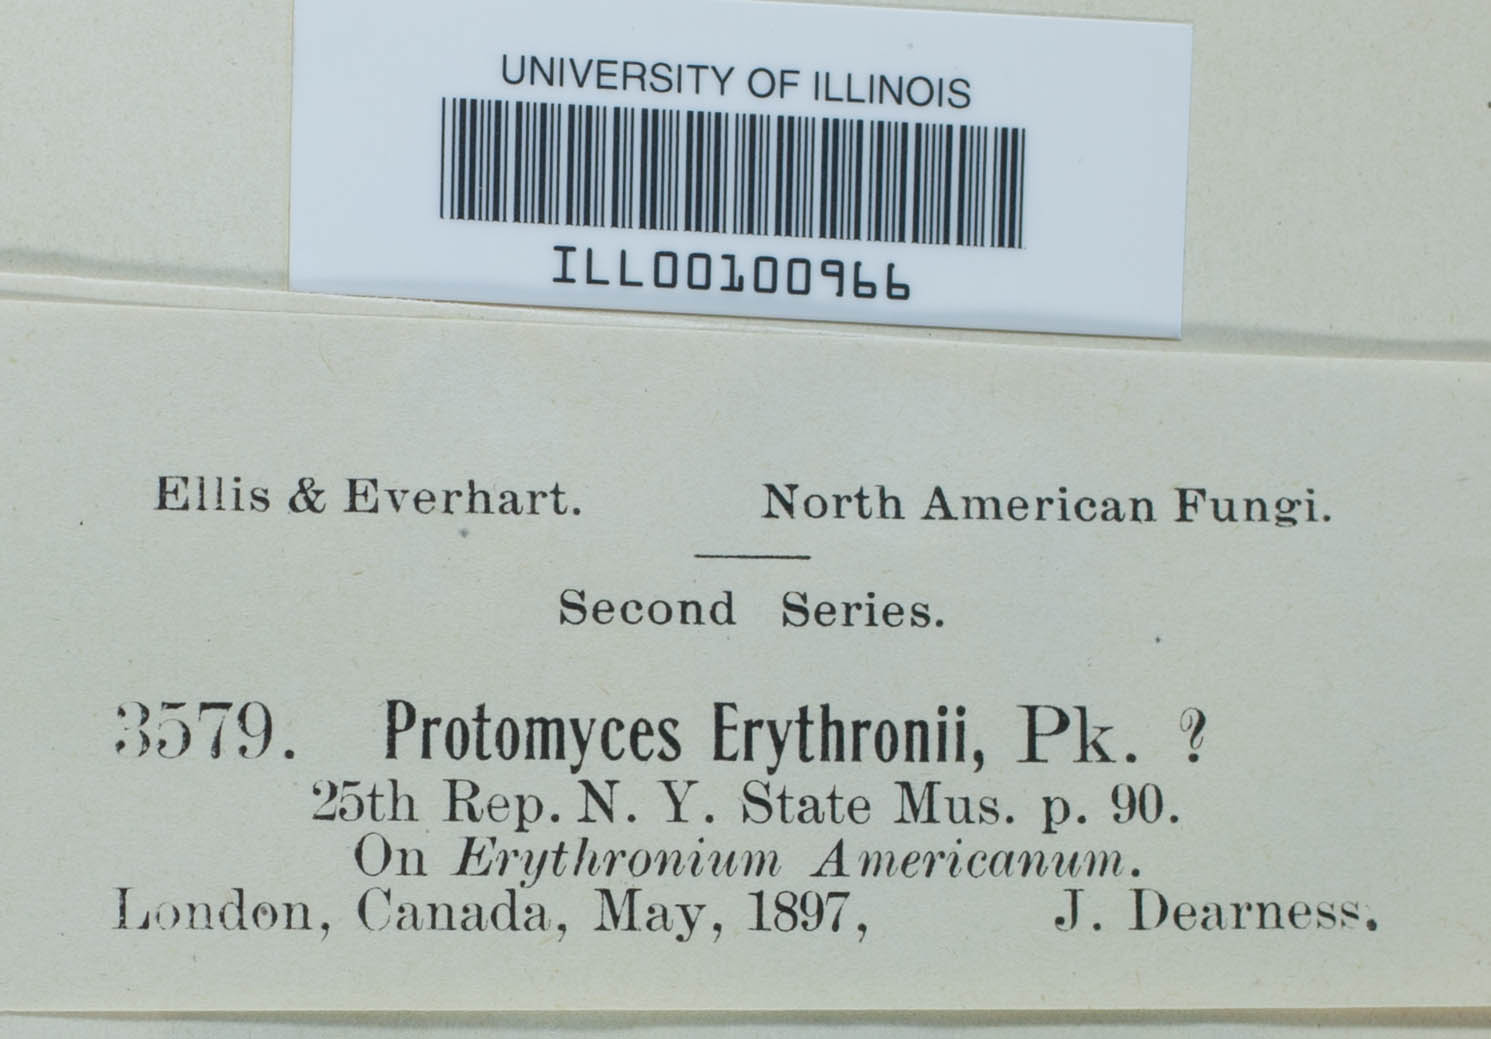 UNIVERSITY OF ILLINOIS
ILL00100966
Ellis & Everhart. North American Fungi.
Second Series.
3579. Protomyces Erythronii, Pk. ?
25th Rep. N. Y. State Mus. p. 90.
On Erythronium Americanum.
London, Canada, May, 1897, J. Dearness.